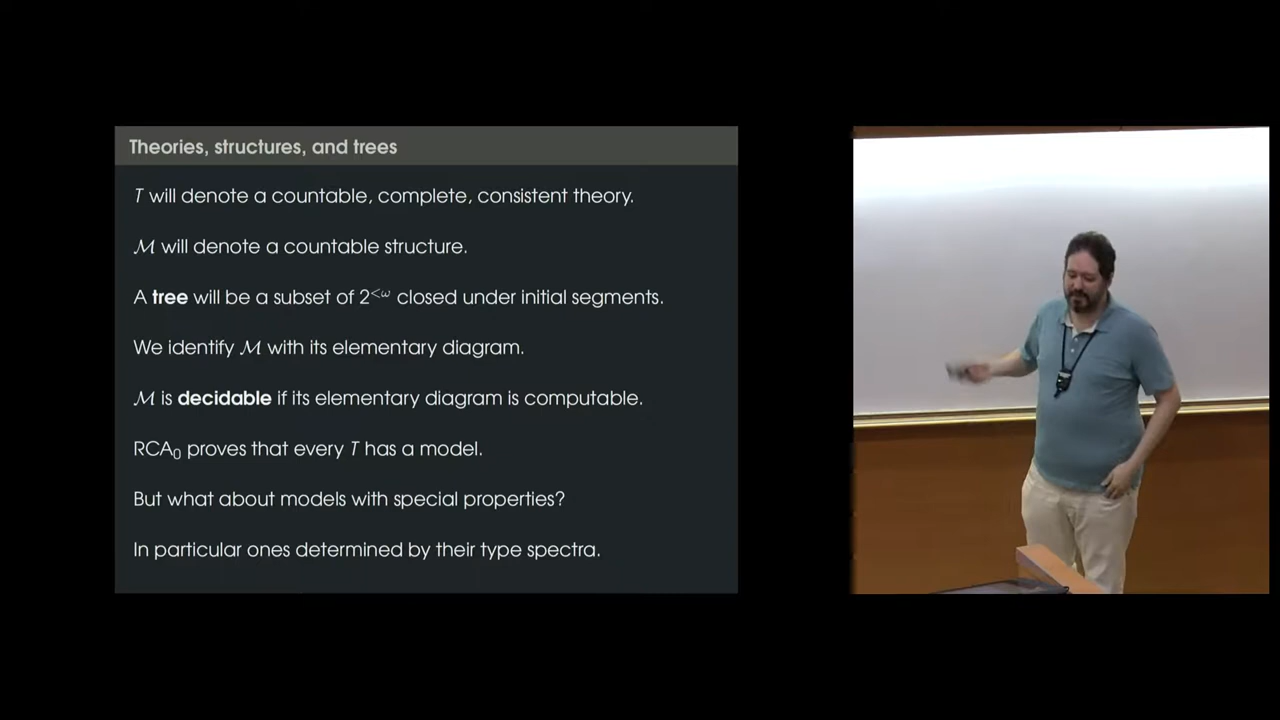 Theories, structures, and trees
T will denote a countable, complete, consistent theory.
ℳ will denote a countable structure.
A tree will be a subset of 2^{<ω} closed under initial segments.
We identify ℳ with its elementary diagram.
ℳ is decidable if its elementary diagram is computable.
RCA₀ proves that every T has a model.
But what about models with special properties?
In particular ones determined by their type spectra.